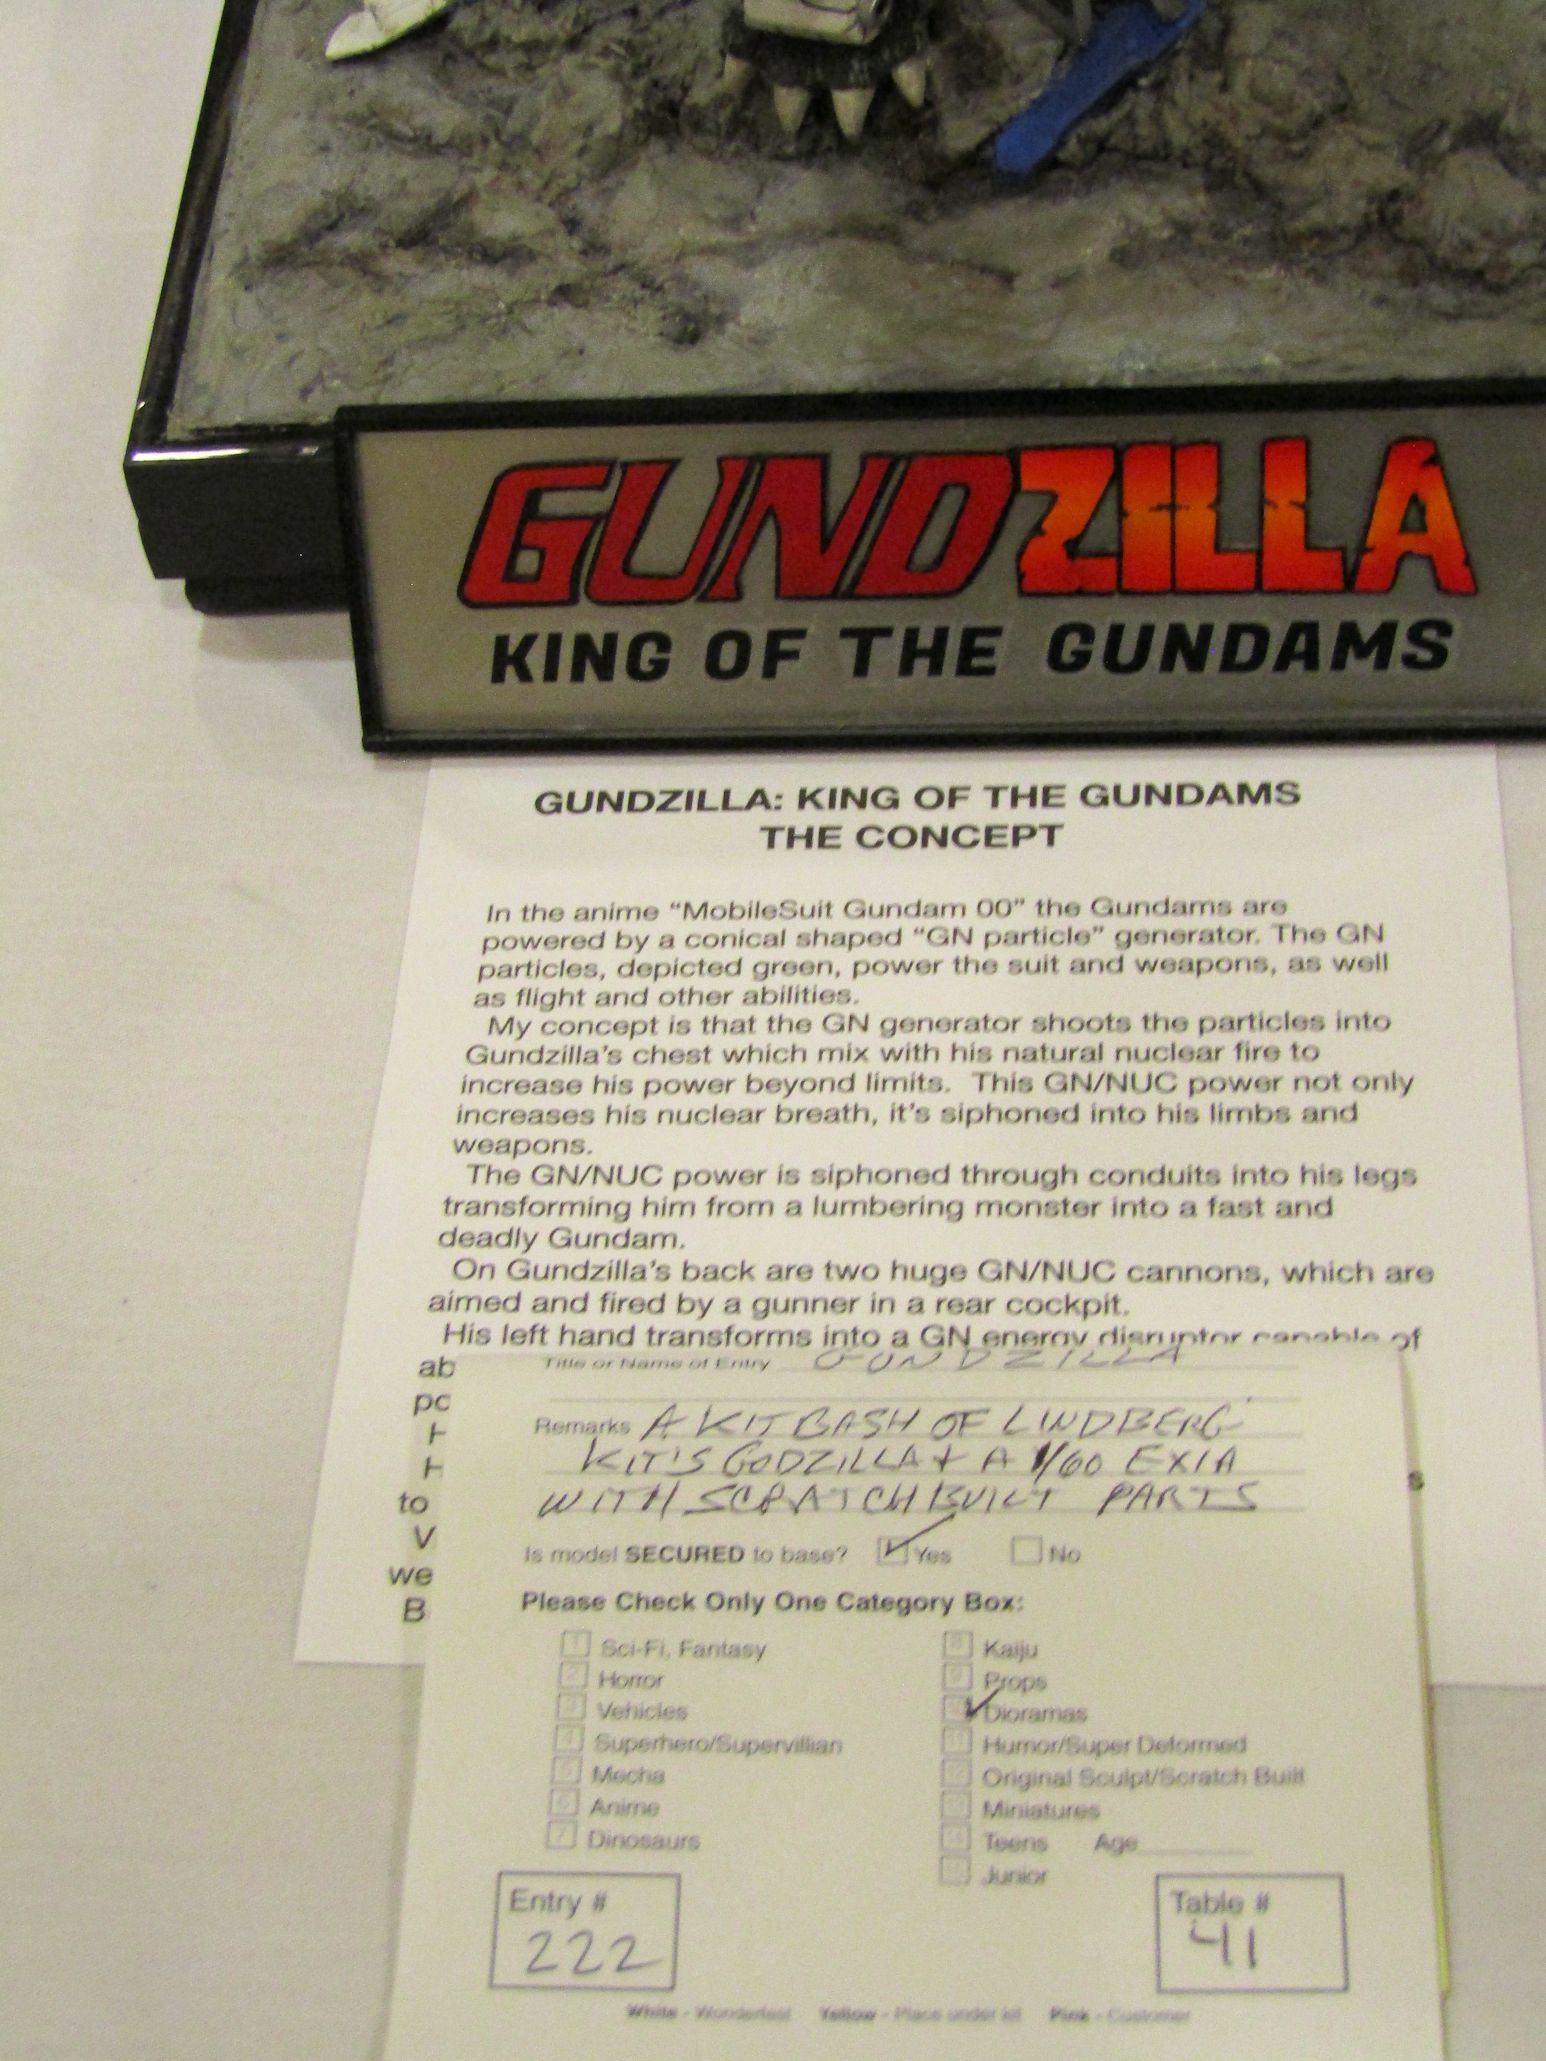 GUNDZILLA
KING OF THE GUNDAMS
GUNDZILLA: KING OF THE GUNDAMS
THE CONCEPT
In the anime “MobileSuit Gundam 00” the Gundams are
powered by a conical shaped “GN particle” generator. The GN
particles, depicted green, power the suit and weapons, as well
as flight and other abilities.
My concept is that the GN generator shoots the particles into
Gundzilla's chest which mix with his natural nuclear fire to
increase his power beyond limits. This GN/NUC power not only
increases his nuclear breath, it's siphoned into his limbs and
weapons.
The GN/NUC power is siphoned through conduits into his legs
transforming him from a lumbering monster into a fast and
deadly Gundam.
On Gundzilla's back are two huge GN/NUC cannons, which are
aimed and fired by a gunner in a rear cockpit.
His left hand transforms into a GN energy disruptor capable of
ab
to
we
B
Title or Name of Entry GUNDZILLA
Remarks A KIT BASH OF LINDBERG
KIT'S GODZILLA + A 1/60 EXIA
WITH SCRATCHBUILT PARTS
Is model SECURED to base? Yes No
Please Check Only One Category Box:
1 Sci-Fi, Fantasy
2 Horror
3 Vehicles
4 Superhero/Supervillian
5 Mecha
6 Anime
7 Dinosaurs
8 Kaiju
9 Props
Dioramas
11 Humor/Super Deformed
12 Original Sculpt/Scratch Built
13 Miniatures
14 Teens Age
15 Junior
Entry #
222
Table #
41
White - Wonderfest Yellow - Place under kit Pink - Customer